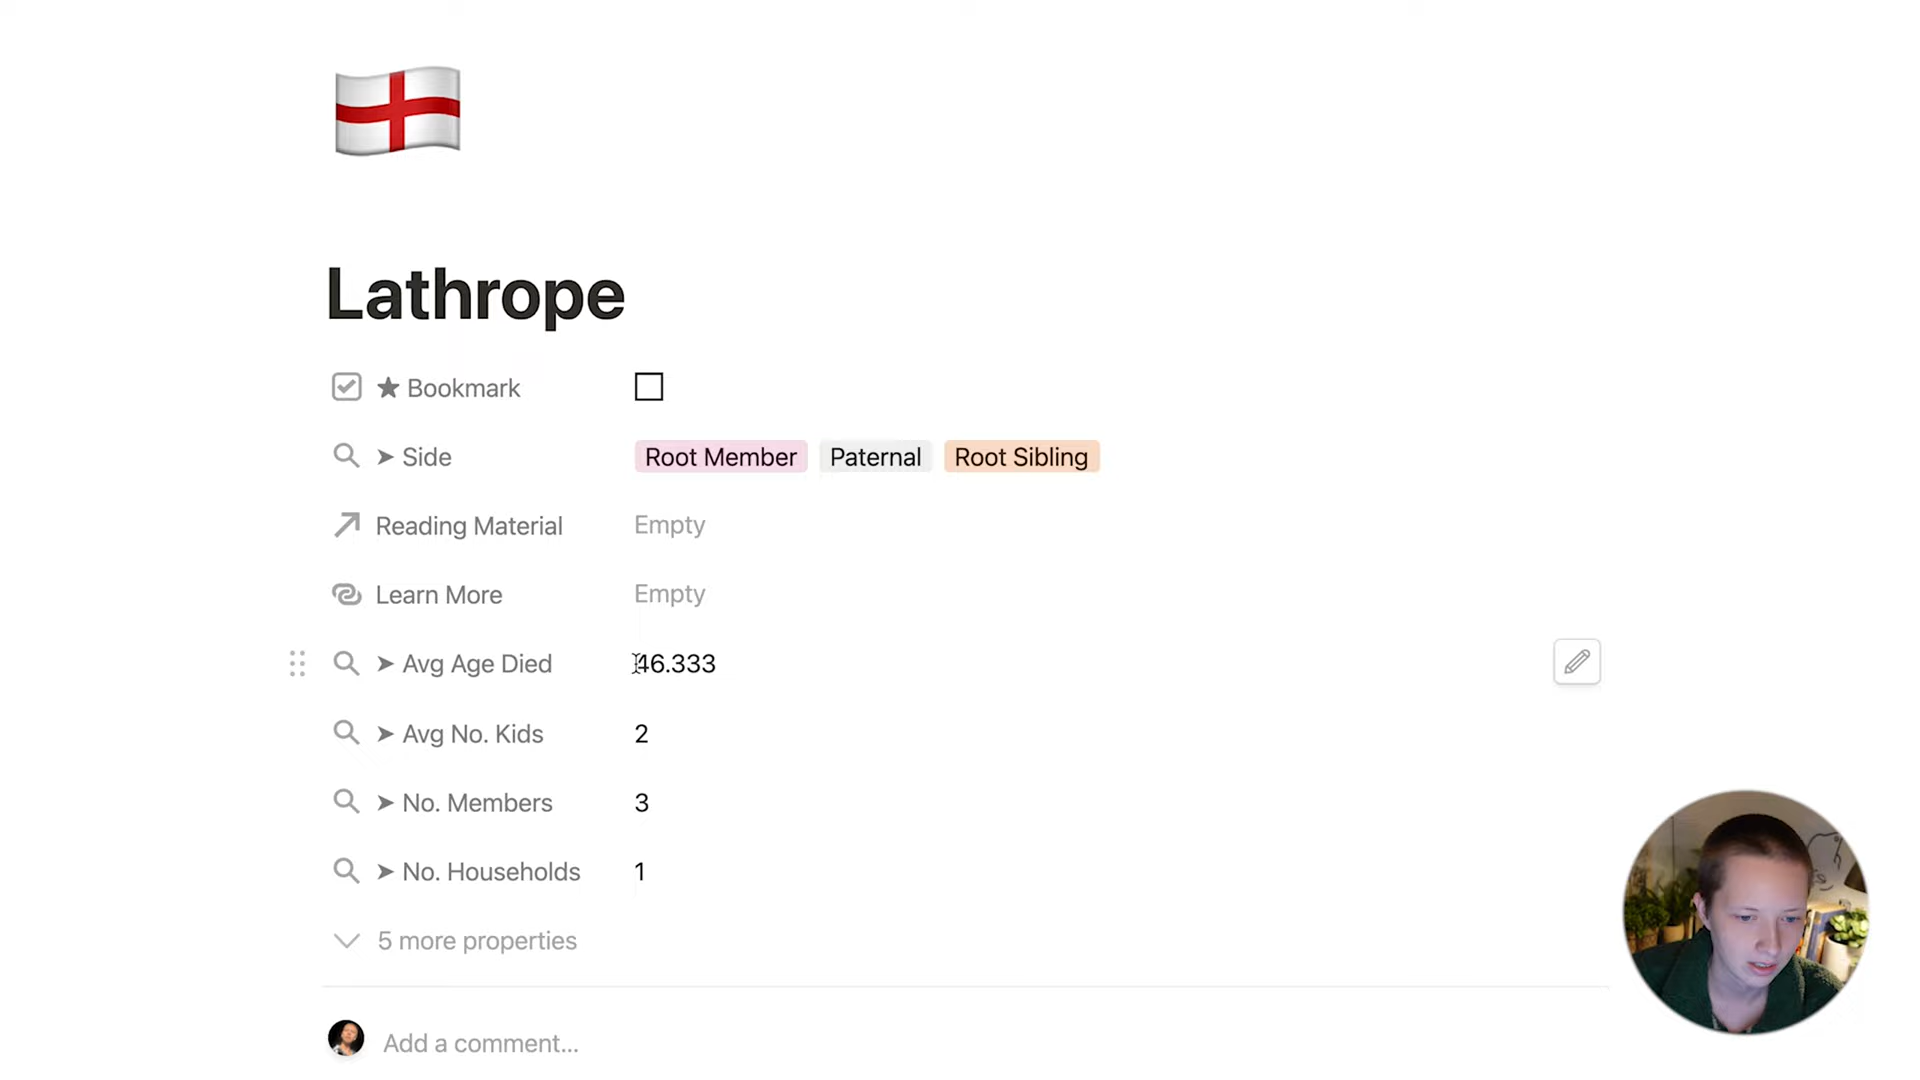 Lathrope
★ Bookmark
➤ Side Root Member Paternal Root Sibling
Reading Material Empty
Learn More Empty
➤ Avg Age Died 46.333
➤ Avg No. Kids 2
➤ No. Members 3
➤ No. Households 1
5 more properties
Add a comment...